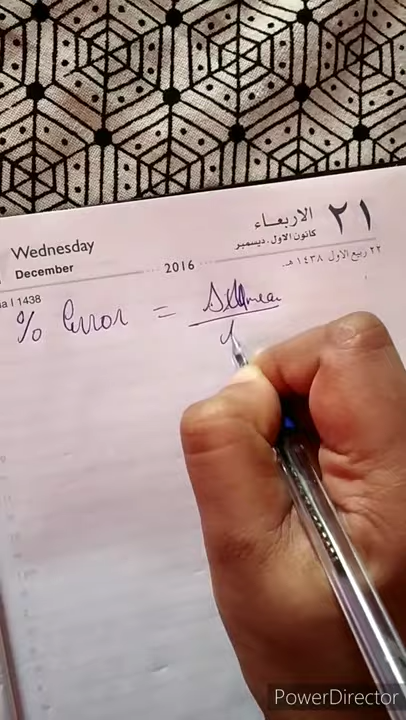 Wednesday
December
2016
٢١
الاربعاء
كانون الاول - ديسمبر
٢٢ ربيع الاول ١٤٣٨ هـ
1438
% Error =
PowerDirector